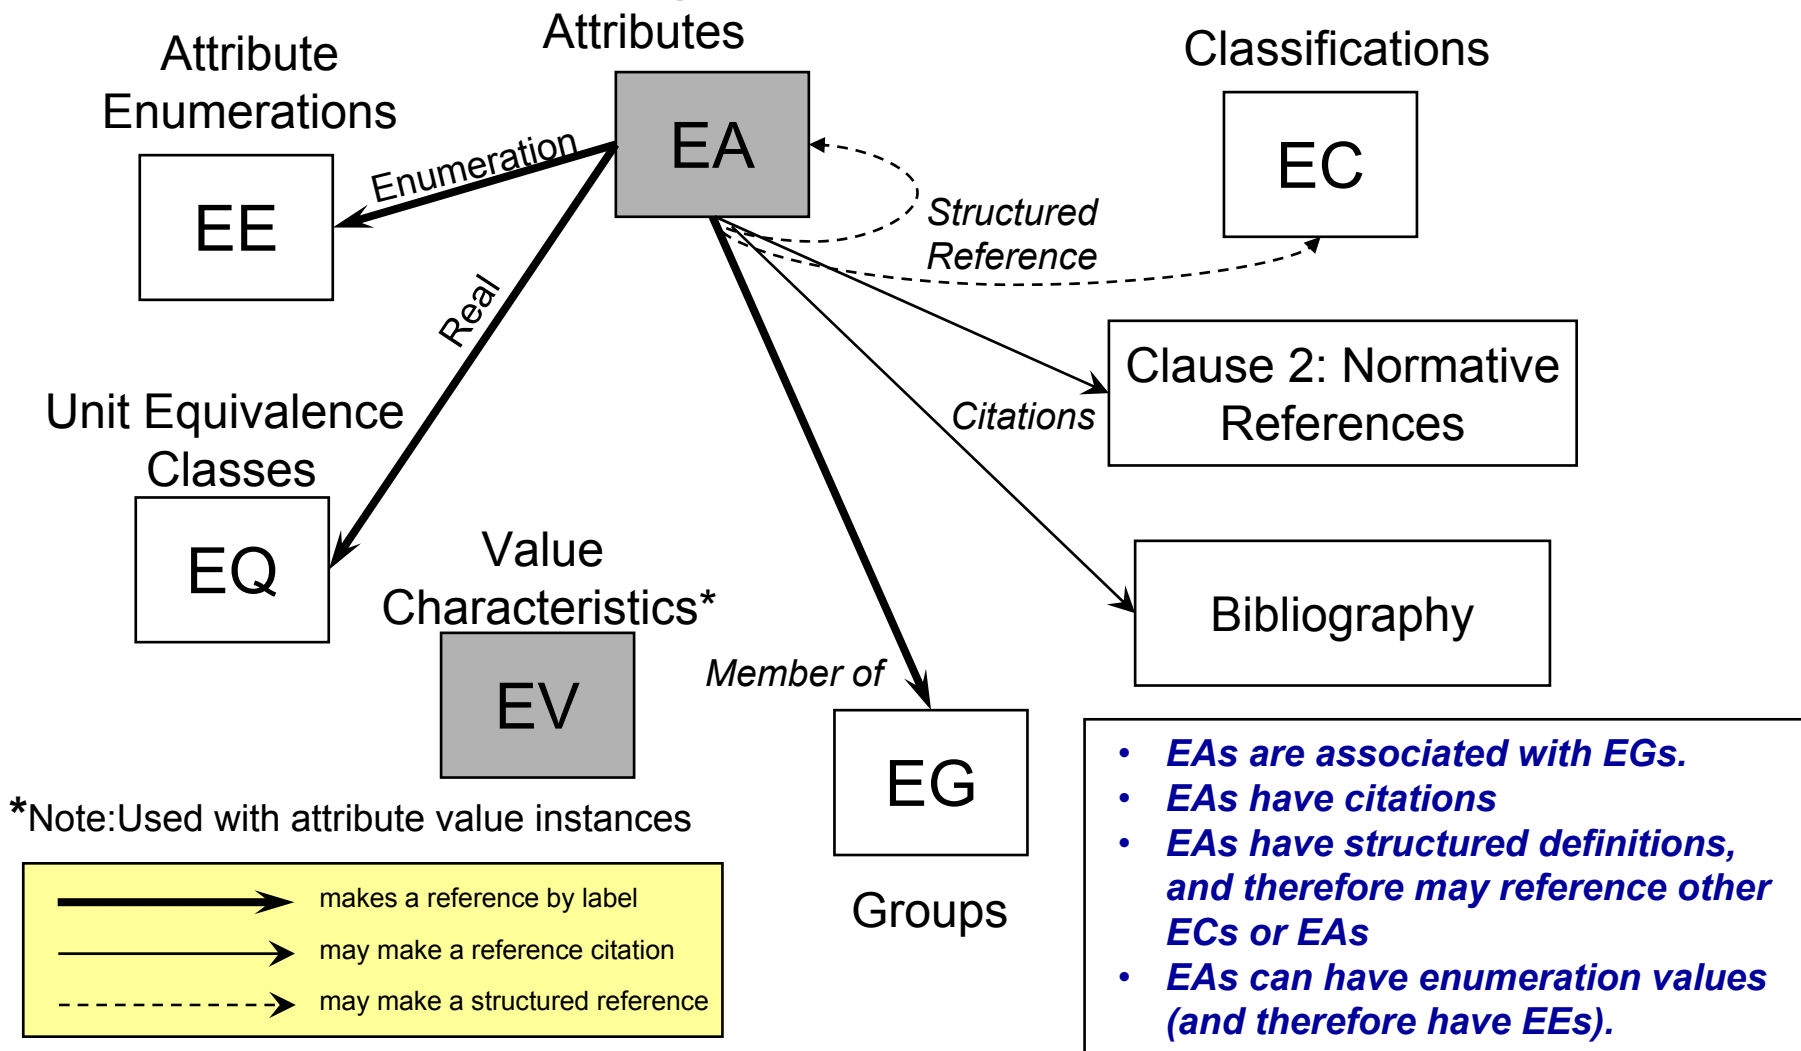 Attributes
Attribute
Enumerations
Classifications
EA
EC
EE
Enumeration
Structured
Reference
Real
Clause 2: Normative
References
Citations
Unit Equivalence
Classes
EQ
Value
Characteristics*
EV
Bibliography
Member of
EG
Groups
*Note:Used with attribute value instances
makes a reference by label
may make a reference citation
may make a structured reference
• EAs are associated with EGs.
• EAs have citations
• EAs have structured definitions,
and therefore may reference other
ECs or EAs
• EAs can have enumeration values
(and therefore have EEs).